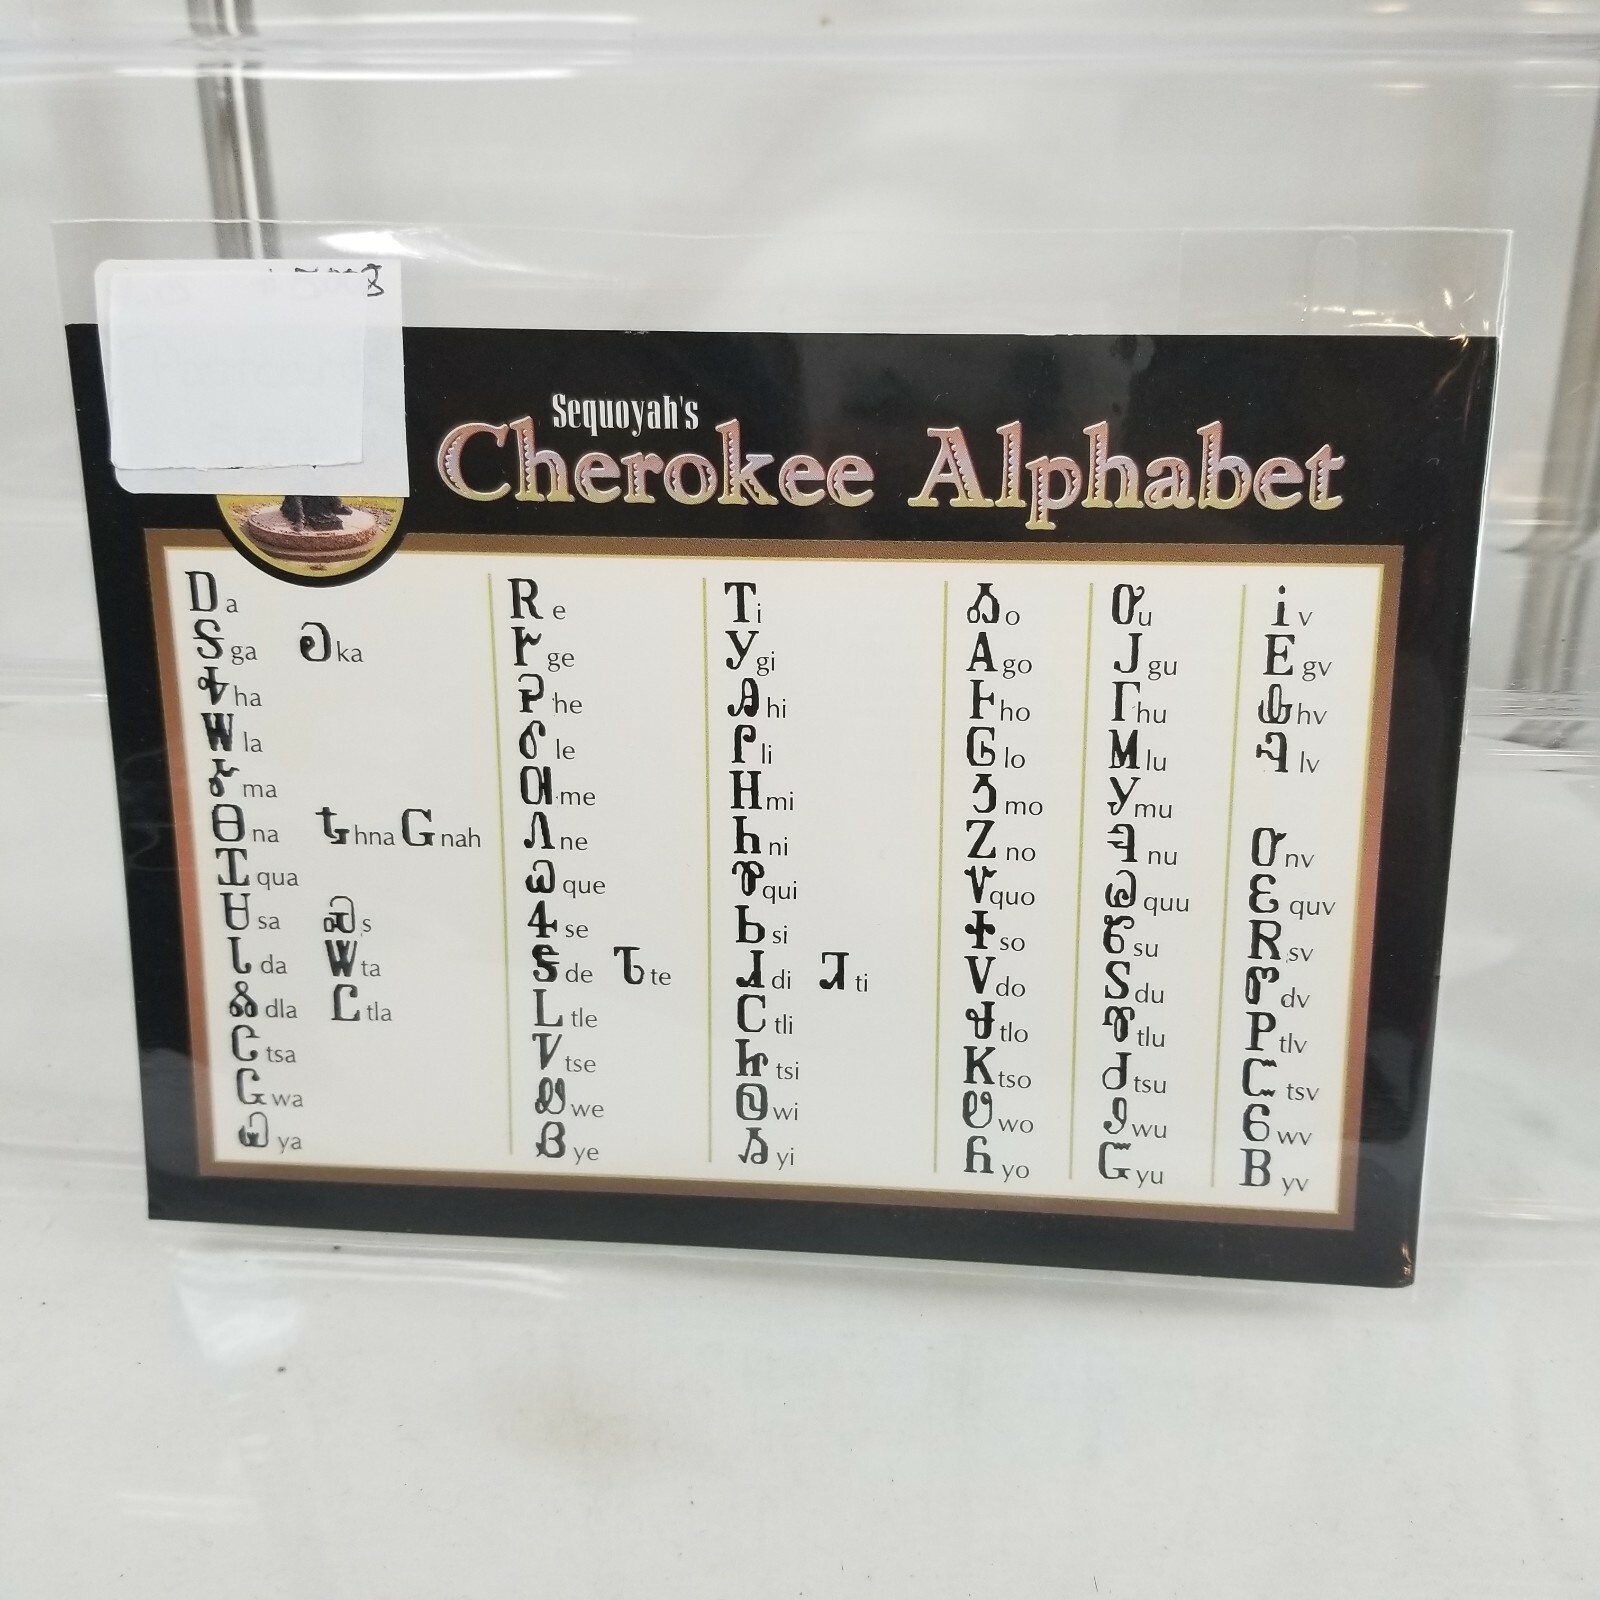 Sequoyah's
Cherokee Alphabet
Ꭰ a Ꭱ e Ꭲ i Ꭳ o Ꭴ u Ꭵ v
Ꭶ ga Ꭷ ka Ꭸ ge Ꭹ gi Ꭺ go Ꭻ gu Ꭼ gv
Ꭽ ha Ꭾ he Ꭿ hi Ꮀ ho Ꮁ hu Ꮂ hv
Ꮃ la Ꮄ le Ꮅ li Ꮆ lo Ꮇ lu Ꮈ lv
Ꮉ ma Ꮊ me Ꮋ mi Ꮌ mo Ꮍ mu
Ꮎ na Ꮏ hna Ꮐ nah Ꮑ ne Ꮒ ni Ꮓ no Ꮔ nu Ꮕ nv
Ꮖ qua Ꮗ que Ꮘ qui Ꮙ quo Ꮚ quu Ꮛ quv
Ꮜ sa Ꮝ s Ꮞ se Ꮟ si Ꮠ so Ꮡ su Ꮢ sv
Ꮣ da Ꮤ ta Ꮥ de Ꮦ te Ꮧ di Ꮨ ti Ꮩ do Ꮪ du Ꮫ dv
Ꮬ dla Ꮭ tla Ꮮ tle Ꮯ tli Ꮰ tlo Ꮱ tlu Ꮲ tlv
Ꮳ tsa Ꮴ tse Ꮵ tsi Ꮶ tso Ꮷ tsu Ꮸ tsv
Ꮹ wa Ꮺ we Ꮻ wi Ꮼ wo Ꮽ wu Ꮾ wv
Ꮿ ya Ᏸ ye Ᏹ yi Ᏺ yo Ᏻ yu Ᏼ yv